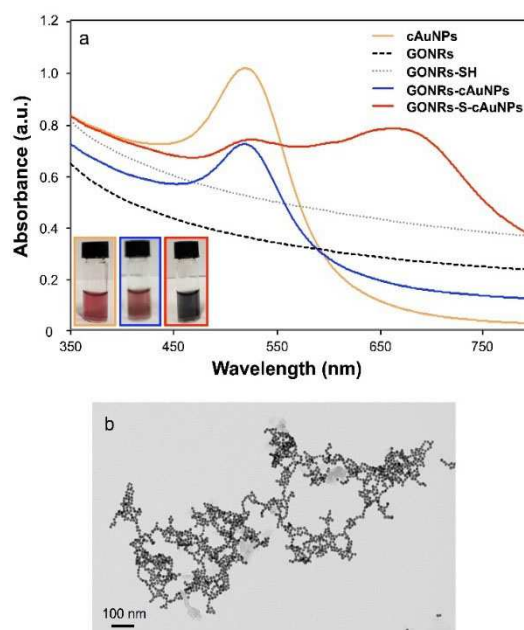 a
cAuNPs
GONRs
GONRs-SH
GONRs-cAuNPs
GONRs-S-cAuNPs
Absorbance (a.u.)
1.2
1.0
0.8
0.6
0.4
0.2
0
350 450 550 650 750
Wavelength (nm)
b
100 nm